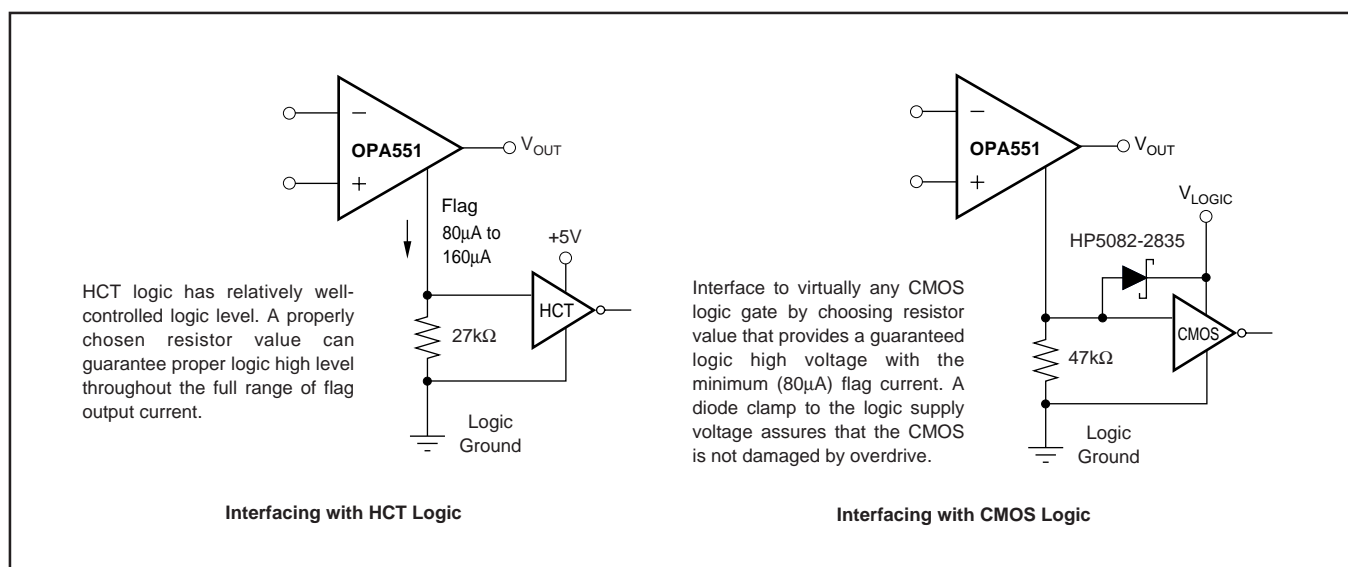 −
OPA551
+
V_OUT
Flag
80µA to
160µA
+5V
HCT
27kΩ
Logic
Ground
HCT logic has relatively well-
controlled logic level. A properly
chosen resistor value can
guarantee proper logic high level
throughout the full range of flag
output current.
Interfacing with HCT Logic
−
OPA551
+
V_OUT
V_LOGIC
HP5082-2835
CMOS
47kΩ
Logic
Ground
Interface to virtually any CMOS
logic gate by choosing resistor
value that provides a guaranteed
logic high voltage with the
minimum (80µA) flag current. A
diode clamp to the logic supply
voltage assures that the CMOS
is not damaged by overdrive.
Interfacing with CMOS Logic